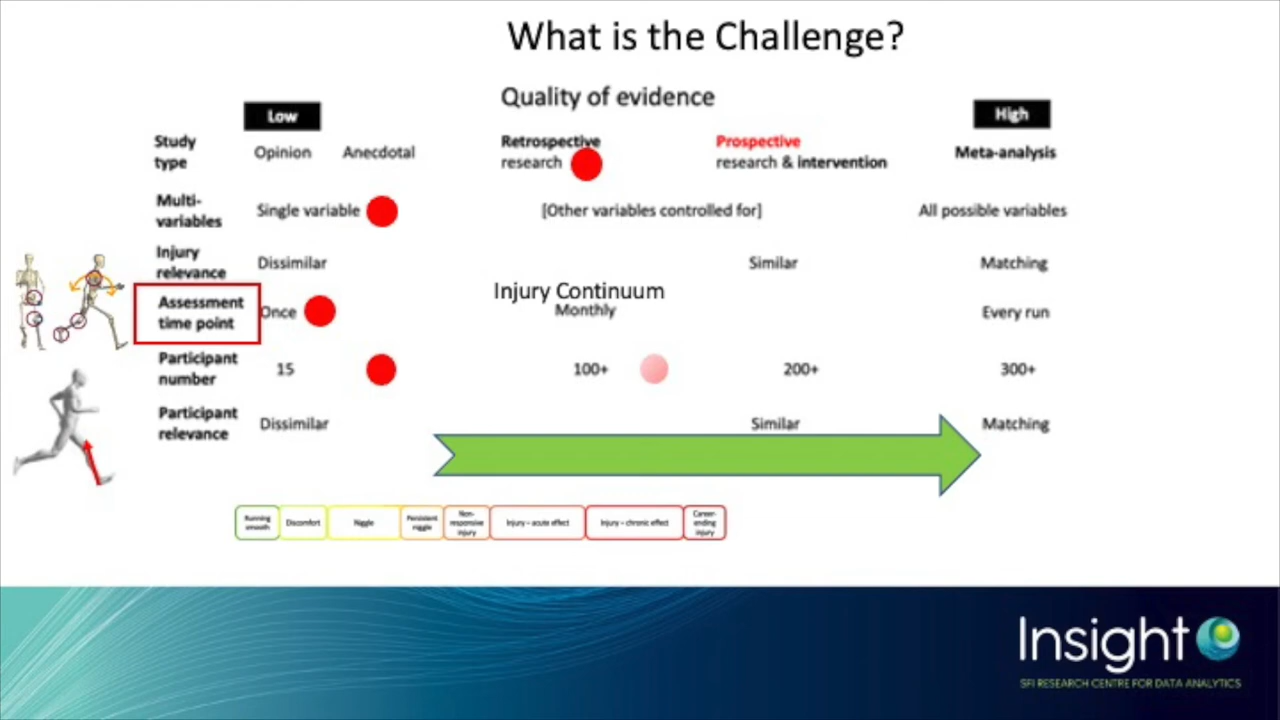 What is the Challenge?
Quality of evidence
Low
High
Study
type
Opinion
Anecdotal
Retrospective
research
Prospective
research & intervention
Meta-analysis
Multi-
variables
Single variable
[Other variables controlled for]
All possible variables
Injury
relevance
Dissimilar
Similar
Matching
Injury Continuum
Assessment
time point
Once
Monthly
Every run
Participant
number
15
100+
200+
300+
Participant
relevance
Dissimilar
Similar
Matching
Running
smooth
Discomfort
Niggle
Persistent
niggle
Non-
responsive
injury
Injury – acute effect
Injury – chronic effect
Career-
ending
injury
Insight
SFI RESEARCH CENTRE FOR DATA ANALYTICS